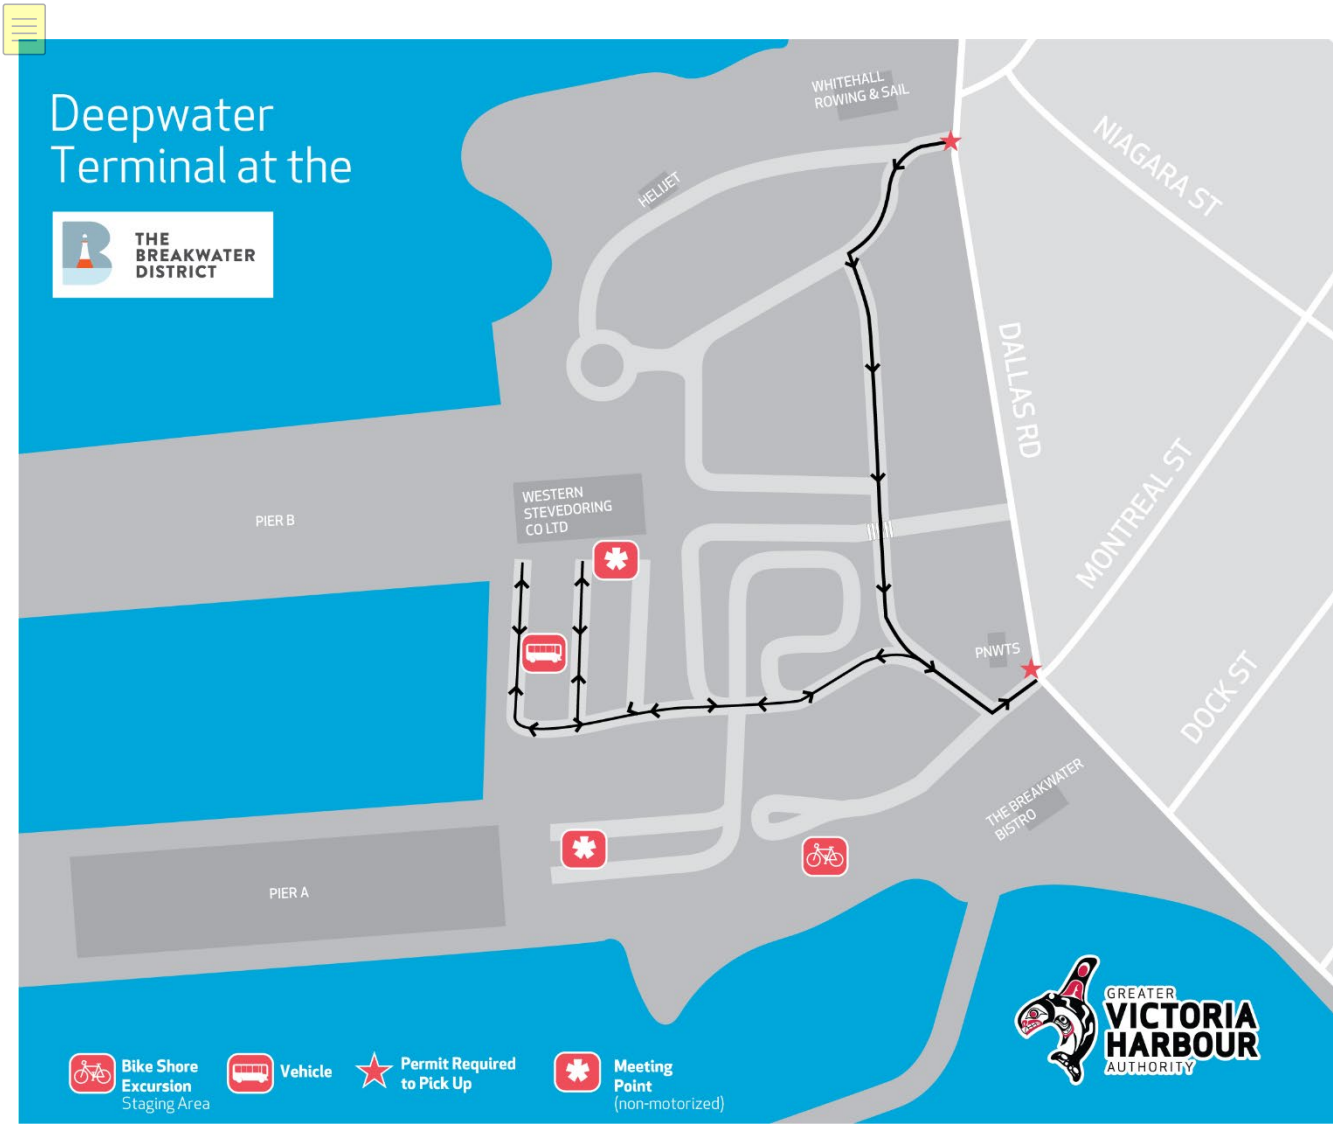 Deepwater
Terminal at the
THE
BREAKWATER
DISTRICT
WHITEHALL
ROWING & SAIL
NIAGARA ST
HELIJET
DALLAS RD
MONTREAL ST
WESTERN
STEVEDORING
CO LTD
PIER B
PNWTS
DOCK ST
THE BREAKWATER
BISTRO
PIER A
GREATER
VICTORIA
HARBOUR
AUTHORITY
Bike Shore
Excursion
Staging Area
Vehicle
Permit Required
to Pick Up
Meeting
Point
(non-motorized)